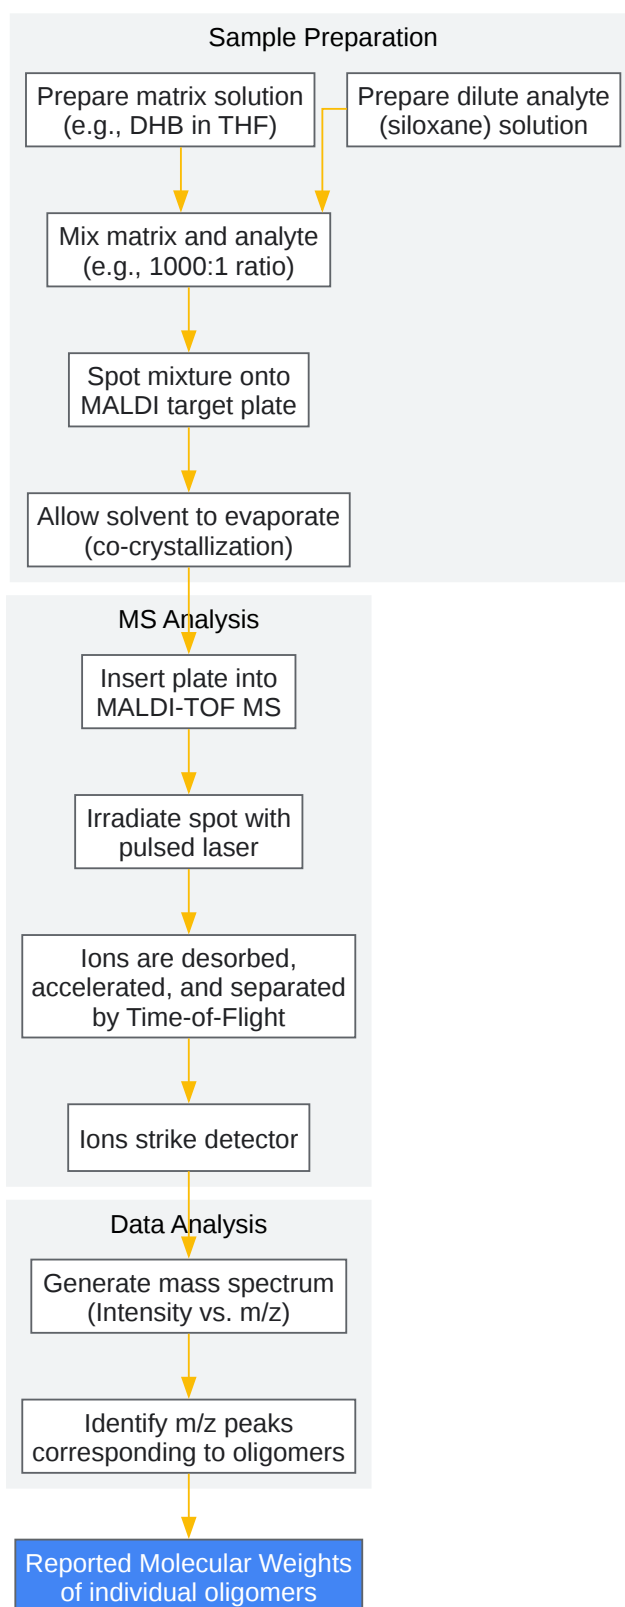 Sample Preparation
Prepare matrix solution
(e.g., DHB in THF)
Prepare dilute analyte
(siloxane) solution
Mix matrix and analyte
(e.g., 1000:1 ratio)
Spot mixture onto
MALDI target plate
Allow solvent to evaporate
(co-crystallization)
MS Analysis
Insert plate into
MALDI-TOF MS
Irradiate spot with
pulsed laser
Ions are desorbed,
accelerated, and separated
by Time-of-Flight
Ions strike detector
Data Analysis
Generate mass spectrum
(Intensity vs. m/z)
Identify m/z peaks
corresponding to oligomers
Reported Molecular Weights
of individual oligomers